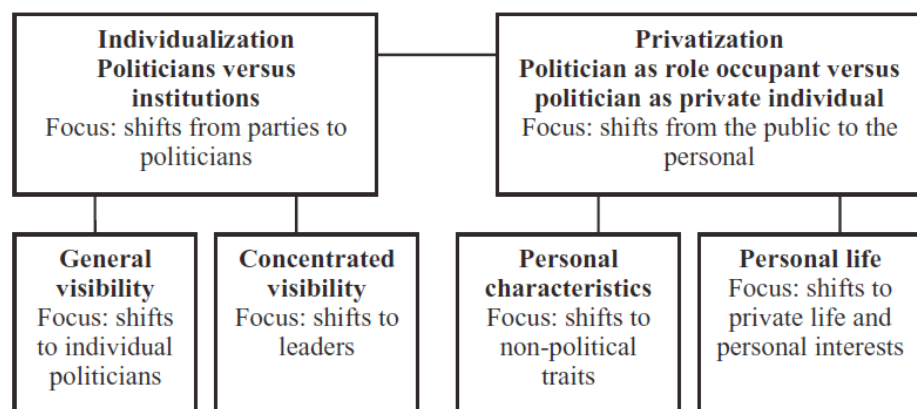 Individualization
Politicians versus
institutions
Focus: shifts from parties to
politicians
Privatization
Politician as role occupant versus
politician as private individual
Focus: shifts from the public to the
personal
General
visibility
Focus: shifts
to individual
politicians
Concentrated
visibility
Focus: shifts to
leaders
Personal
characteristics
Focus: shifts to
non-political
traits
Personal life
Focus: shifts to
private life and
personal interests